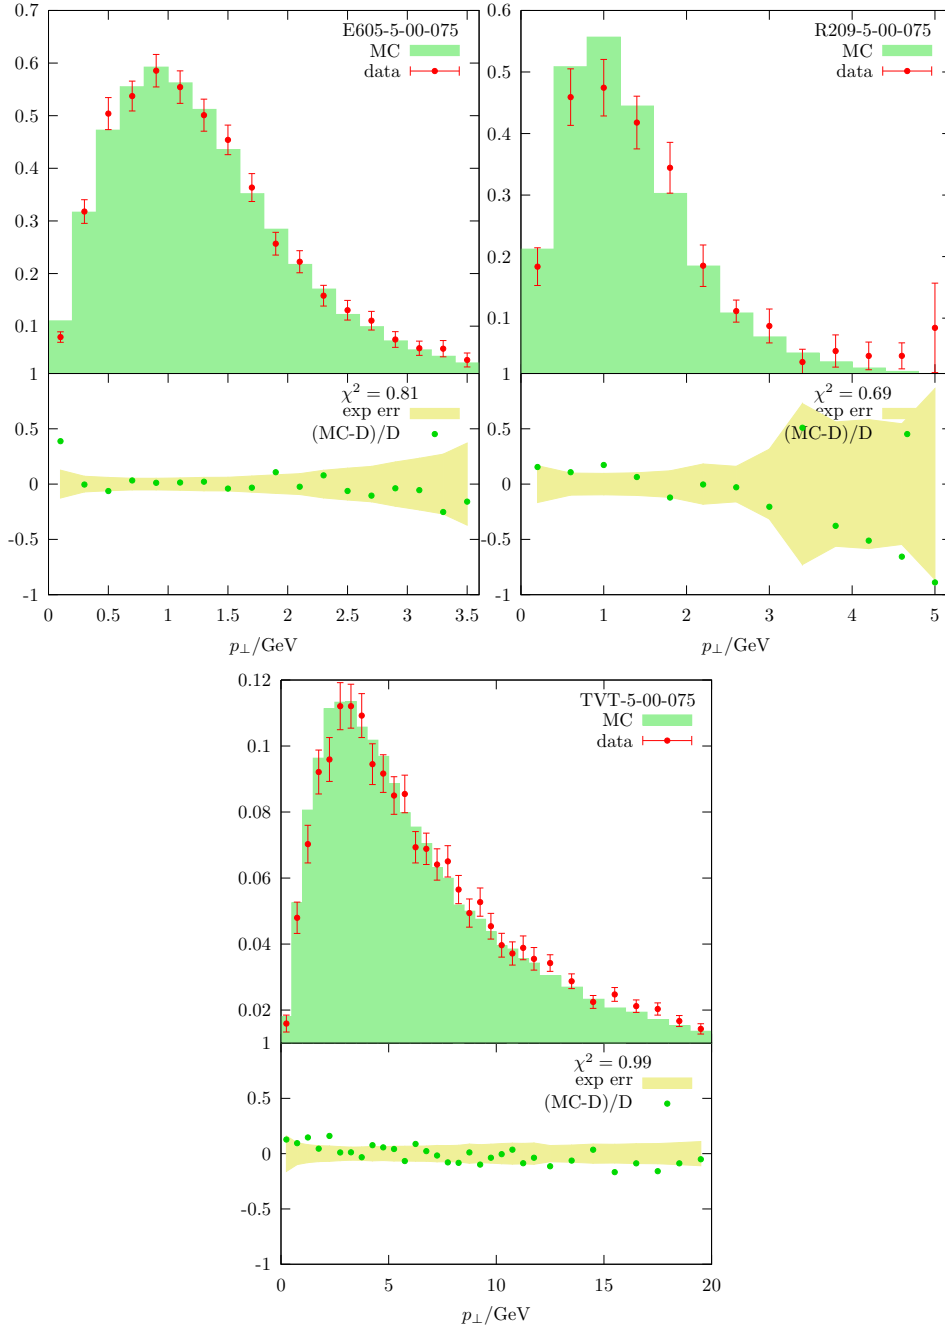 E605-5-00-075
MC
data
0.7
0.6
0.5
0.4
0.3
0.2
0.1
1
χ² = 0.81
exp err
(MC-D)/D
0.5
0
-0.5
-1
0 0.5 1 1.5 2 2.5 3 3.5
p⊥/GeV
R209-5-00-075
MC
data
0.6
0.5
0.4
0.3
0.2
0.1
1
χ² = 0.69
exp err
(MC-D)/D
0.5
0
-0.5
-1
0 1 2 3 4 5
p⊥/GeV
TVT-5-00-075
MC
data
0.12
0.1
0.08
0.06
0.04
0.02
1
χ² = 0.99
exp err
(MC-D)/D
0.5
0
-0.5
-1
0 5 10 15 20
p⊥/GeV